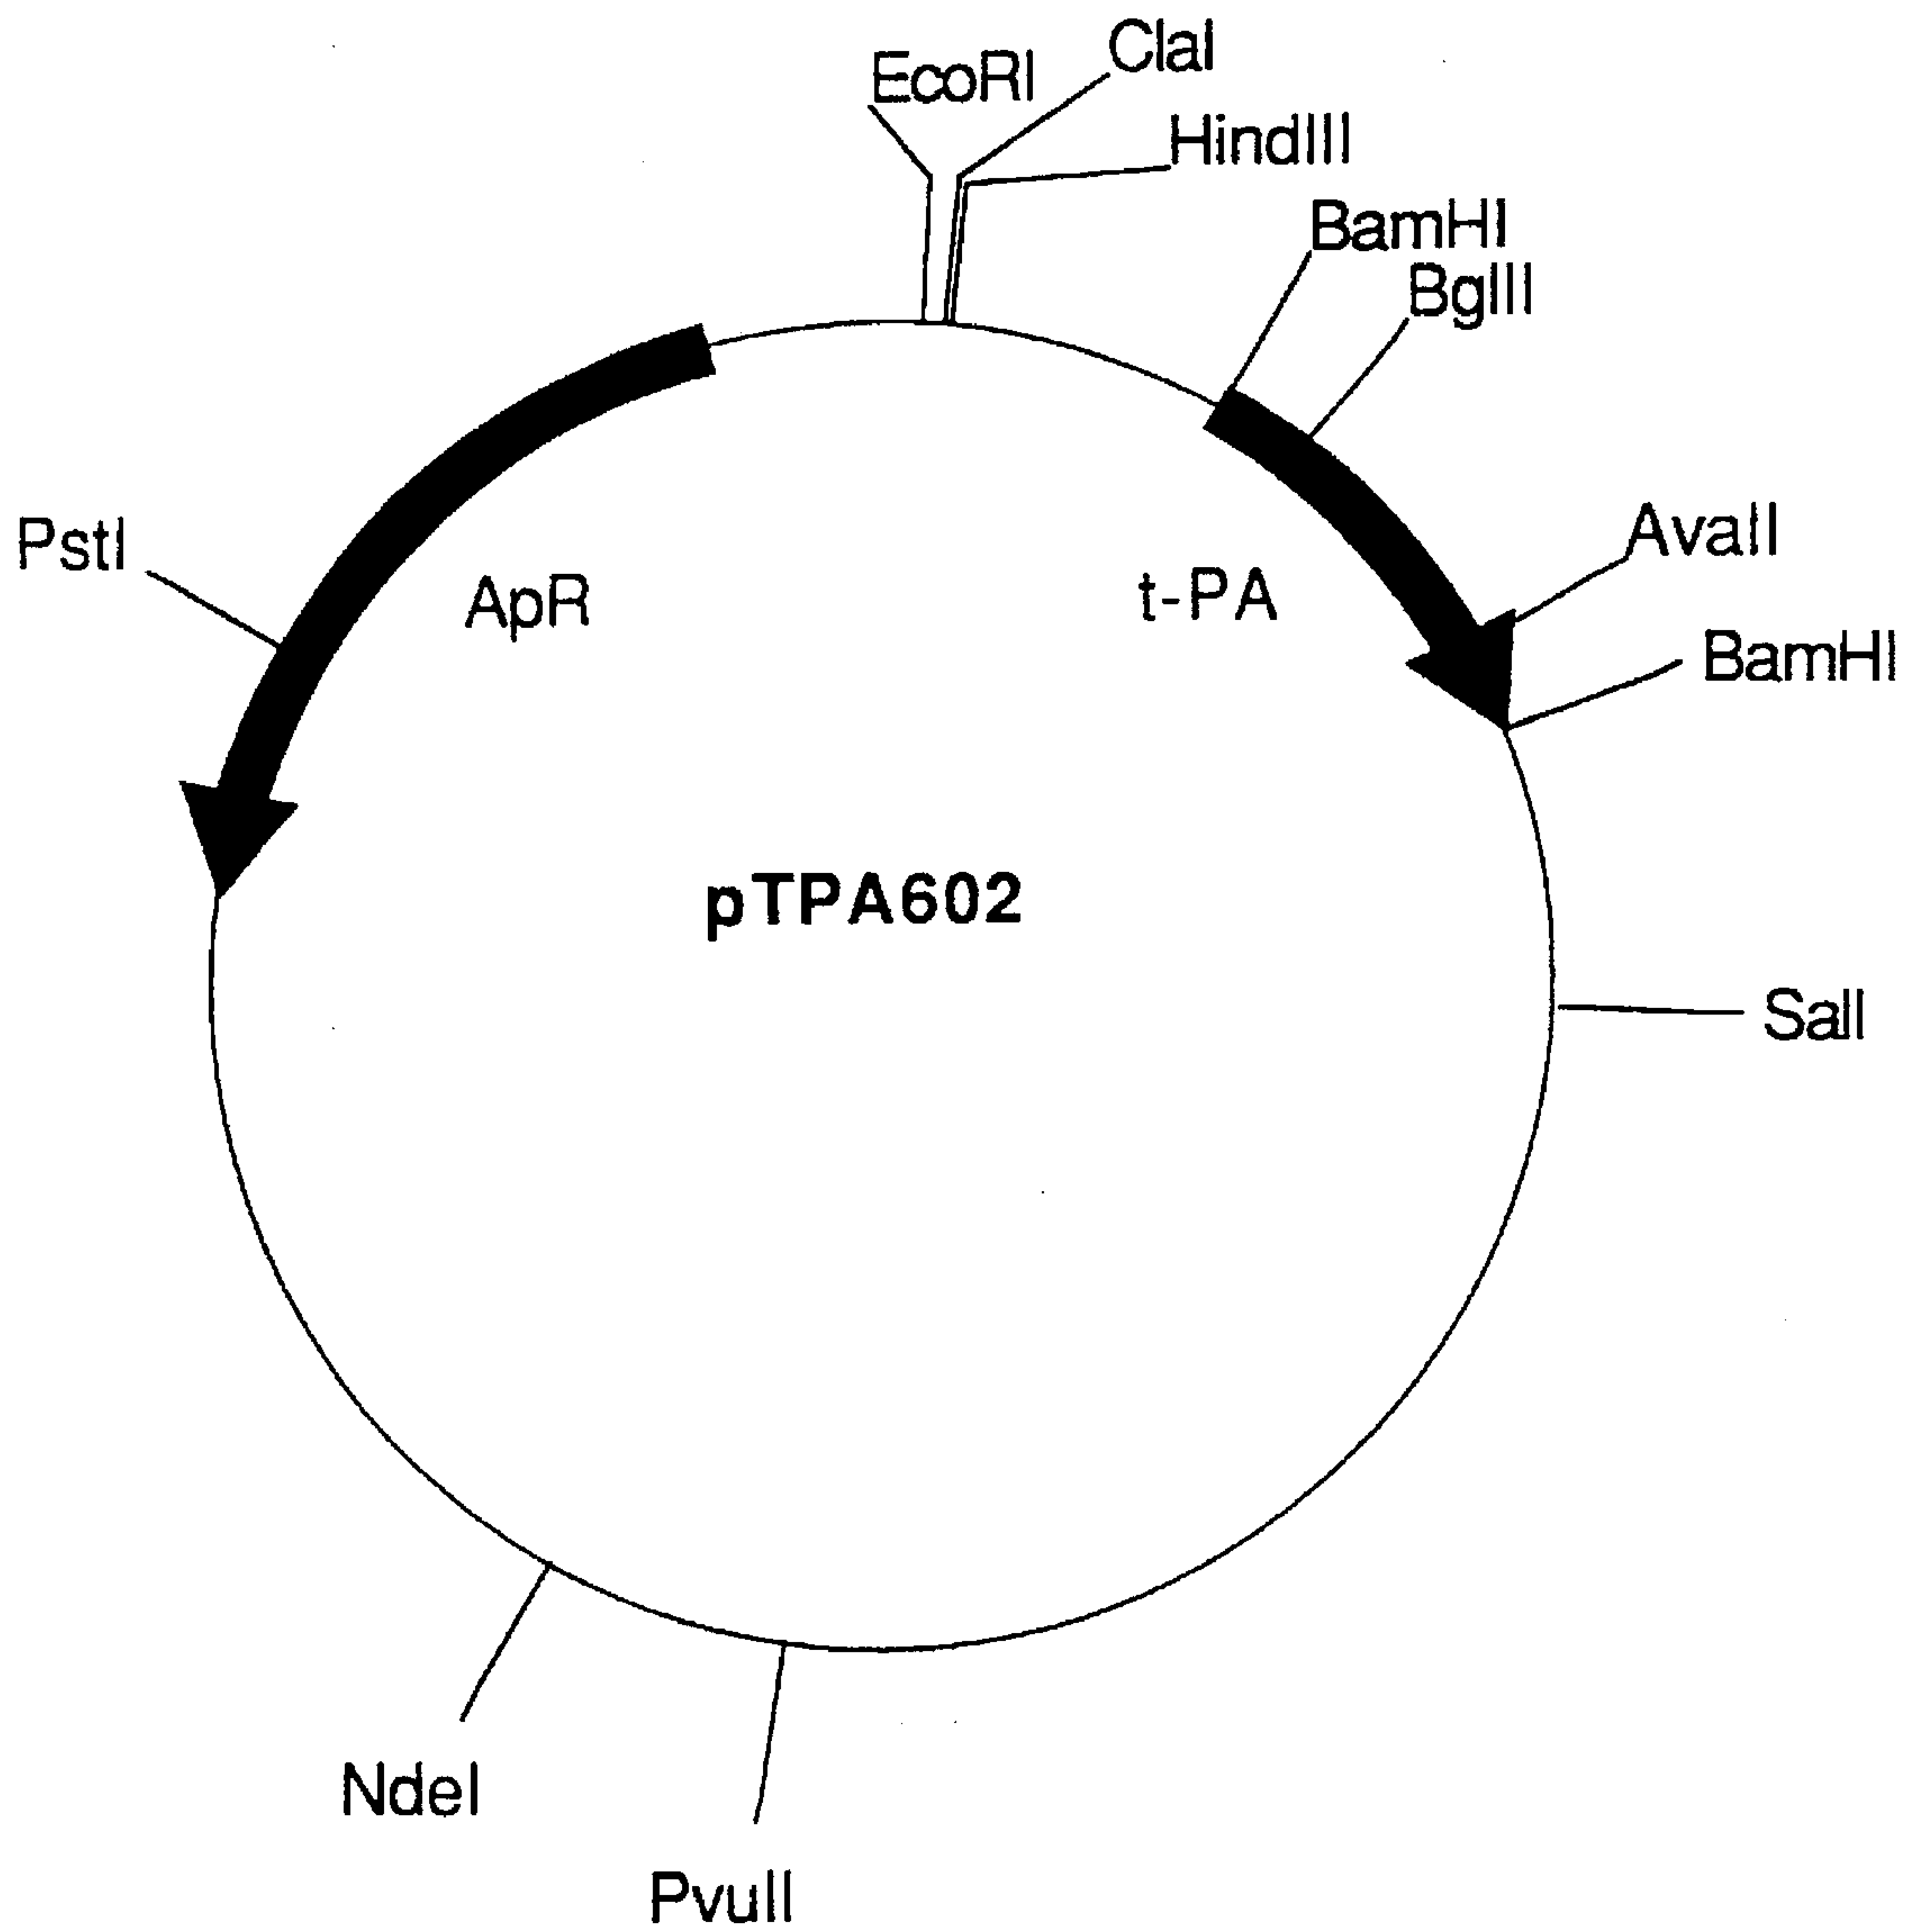 ClaI
EcoRI
HindIII
BamHI
BglII
PstI
AvaII
ApR
t-PA
BamHI
pTPA602
SalI
NdeI
PvuII